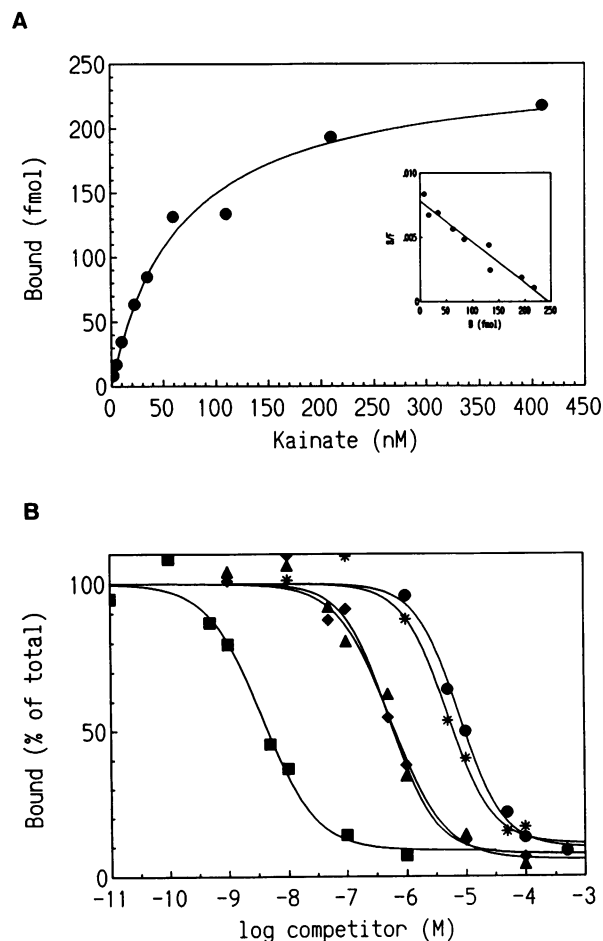 A
250
200
150
100
50
0
Bound (fmol)
.010
.005
0
B/F
0 50 100 150 200 250
B (fmol)
0 50 100 150 200 250 300 350 400 450
Kainate (nM)
B
100
50
0
Bound (% of total)
-11 -10 -9 -8 -7 -6 -5 -4 -3
log competitor (M)